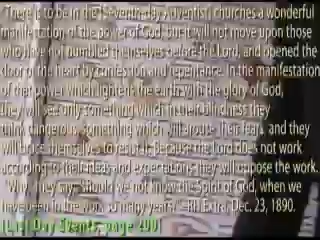 "There is to be in the [Seventh-day Adventist] churches a wonderful
manifestation of the power of God, but it will not move upon those
who have not humbled themselves before the Lord, and opened the
door of the heart by confession and repentance. In the manifestation
of that power which lightens the earth with the glory of God,
they will see only something which in their blindness they
think dangerous, something which will arouse their fears, and they
will brace themselves to resist it. Because the Lord does not work
according to their ideas and expectations they will oppose the work.
"Why," they say, "should we not know the Spirit of God, when we
have been in the work so many years?"--RH Extra, Dec. 23, 1890.
[Last Day Events, page 209]